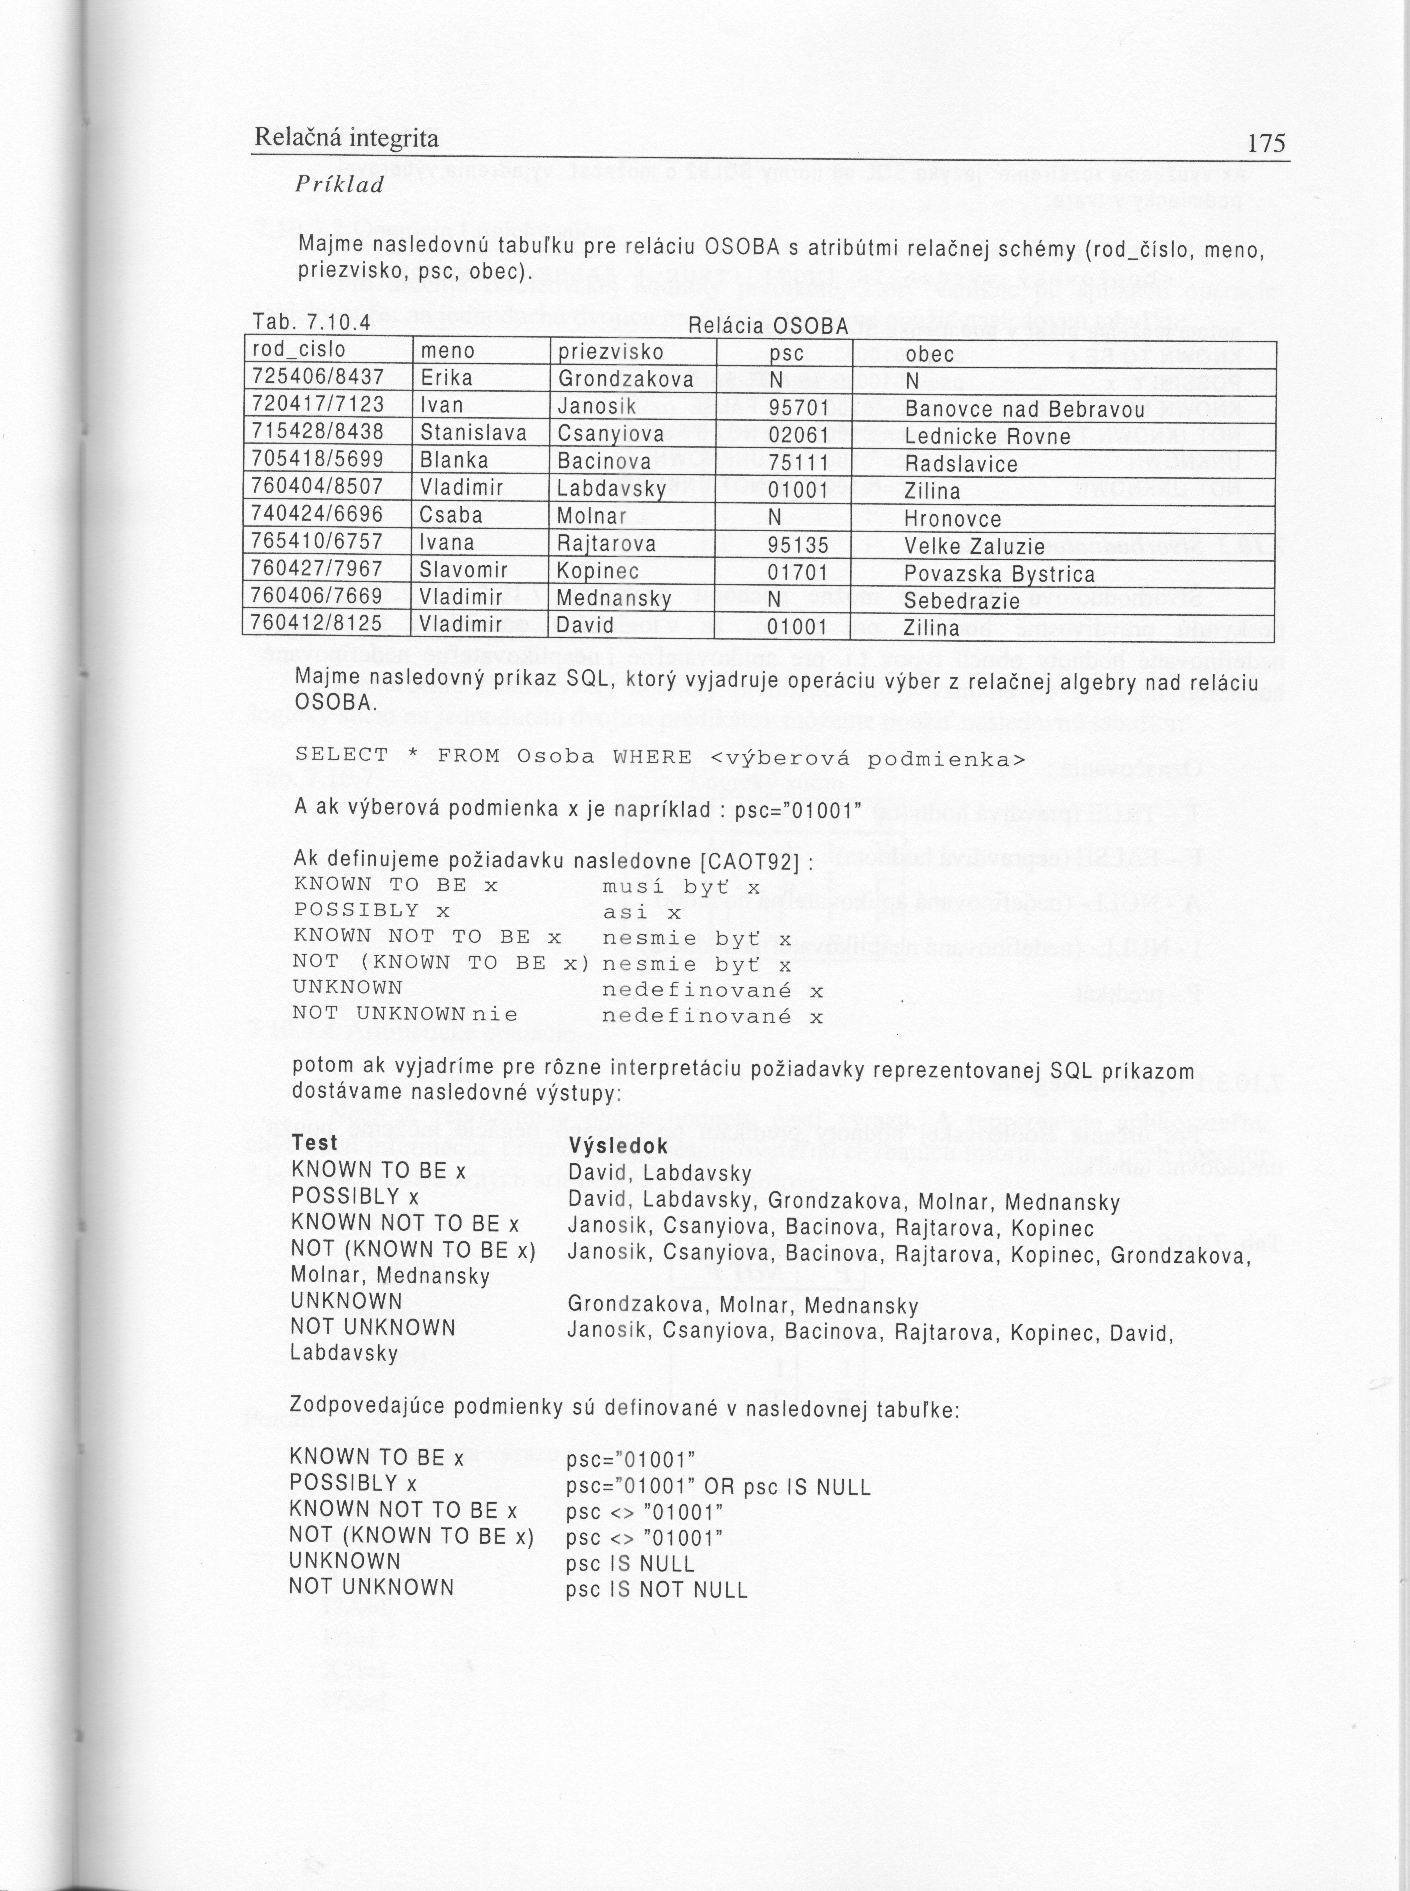 Relačná integrita 175
Príklad
Majme nasledovnú tabuľku pre reláciu OSOBA s atribútmi relačnej schémy (rod_číslo, meno,
priezvisko, psc, obec).
Tab. 7.10.4 Relácia OSOBA
rod_cislo meno priezvisko psc obec
725406/8437 Erika Grondzakova N N
720417/7123 Ivan Janosik 95701 Banovce nad Bebravou
715428/8438 Stanislava Csanyiova 02061 Lednicke Rovne
705418/5699 Blanka Bacinova 75111 Radslavice
760404/8507 Vladimir Labdavsky 01001 Zilina
740424/6696 Csaba Molnar N Hronovce
765410/6757 Ivana Rajtarova 95135 Velke Zaluzie
760427/7967 Slavomir Kopinec 01701 Povazska Bystrica
760406/7669 Vladimir Mednansky N Sebedrazie
760412/8125 Vladimir David 01001 Zilina
Majme nasledovný príkaz SQL, ktorý vyjadruje operáciu výber z relačnej algebry nad reláciu
OSOBA.
SELECT * FROM Osoba WHERE <výberová podmienka>
A ak výberová podmienka x je napríklad : psc="01001"
Ak definujeme požiadavku nasledovne [CAOT92] :
KNOWN TO BE x musí byť x
POSSIBLY x asi x
KNOWN NOT TO BE x nesmie byť x
NOT (KNOWN TO BE x) nesmie byť x
UNKNOWN nedefinované x
NOT UNKNOWN nie nedefinované x
potom ak vyjadríme pre rôzne interpretáciu požiadavky reprezentovanej SQL príkazom
dostávame nasledovné výstupy:
Test Výsledok
KNOWN TO BE x David, Labdavsky
POSSIBLY x David, Labdavsky, Grondzakova, Molnar, Mednansky
KNOWN NOT TO BE x Janosik, Csanyiova, Bacinova, Rajtarova, Kopinec
NOT (KNOWN TO BE x) Janosik, Csanyiova, Bacinova, Rajtarova, Kopinec, Grondzakova,
Molnar, Mednansky
UNKNOWN Grondzakova, Molnar, Mednansky
NOT UNKNOWN Janosik, Csanyiova, Bacinova, Rajtarova, Kopinec, David,
Labdavsky
Zodpovedajúce podmienky sú definované v nasledovnej tabuľke:
KNOWN TO BE x psc="01001"
POSSIBLY x psc="01001" OR psc IS NULL
KNOWN NOT TO BE x psc <> "01001"
NOT (KNOWN TO BE x) psc <> "01001"
UNKNOWN psc IS NULL
NOT UNKNOWN psc IS NOT NULL